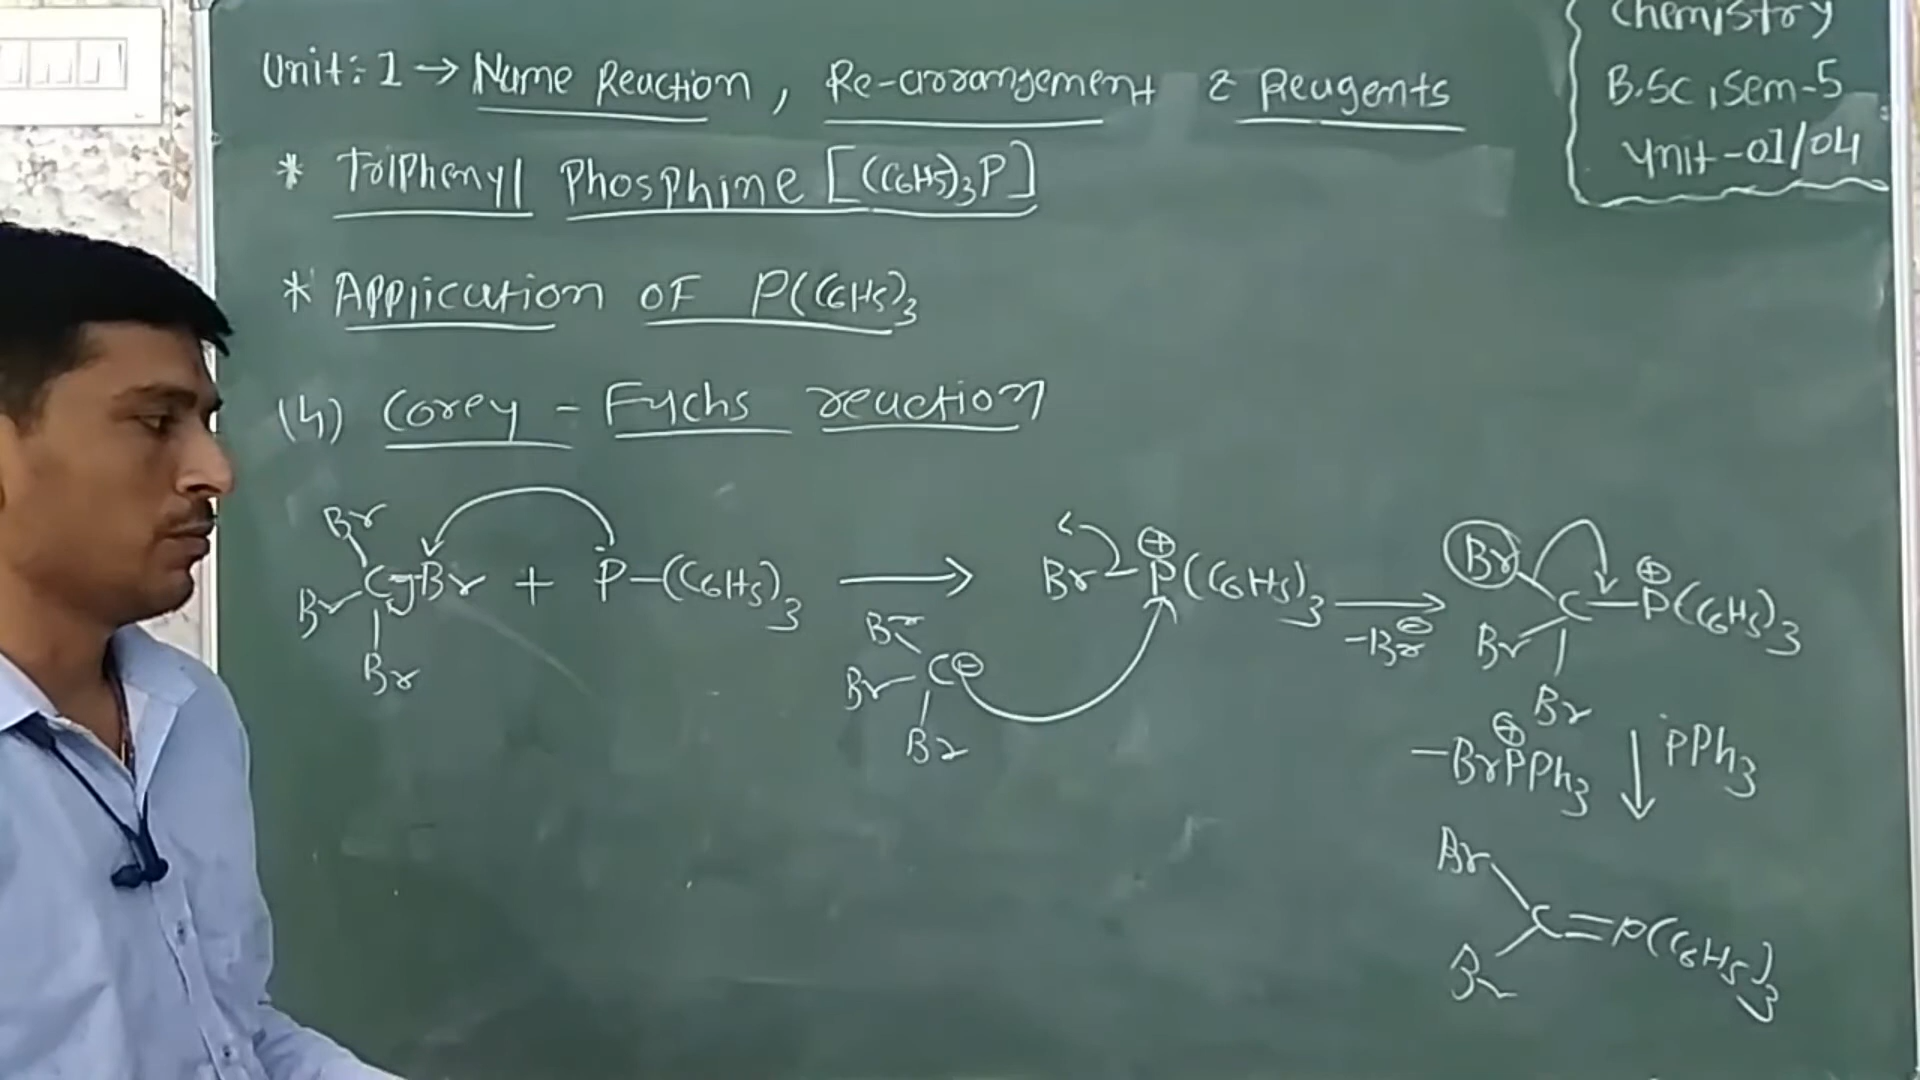 Chemistry
B.Sc, Sem-5
Unit-01/04
Unit:1 → Name Reaction, Re-arrangement & Reagents
* Triphenyl Phosphine [(C6H5)3P]
* Application OF P(C6H5)3
(4) Corey - Fuchs reaction
Br
Br C Br + P-(C6H5)3 → Br-P⊕(C6H5)3 → Br C-P⊕(C6H5)3
Br
Br
Br C⊖
Br
-Br⊖
Br
Br
-BrP⊕PPh3 ↓ PPh3
Br
C=P(C6H5)3
Br